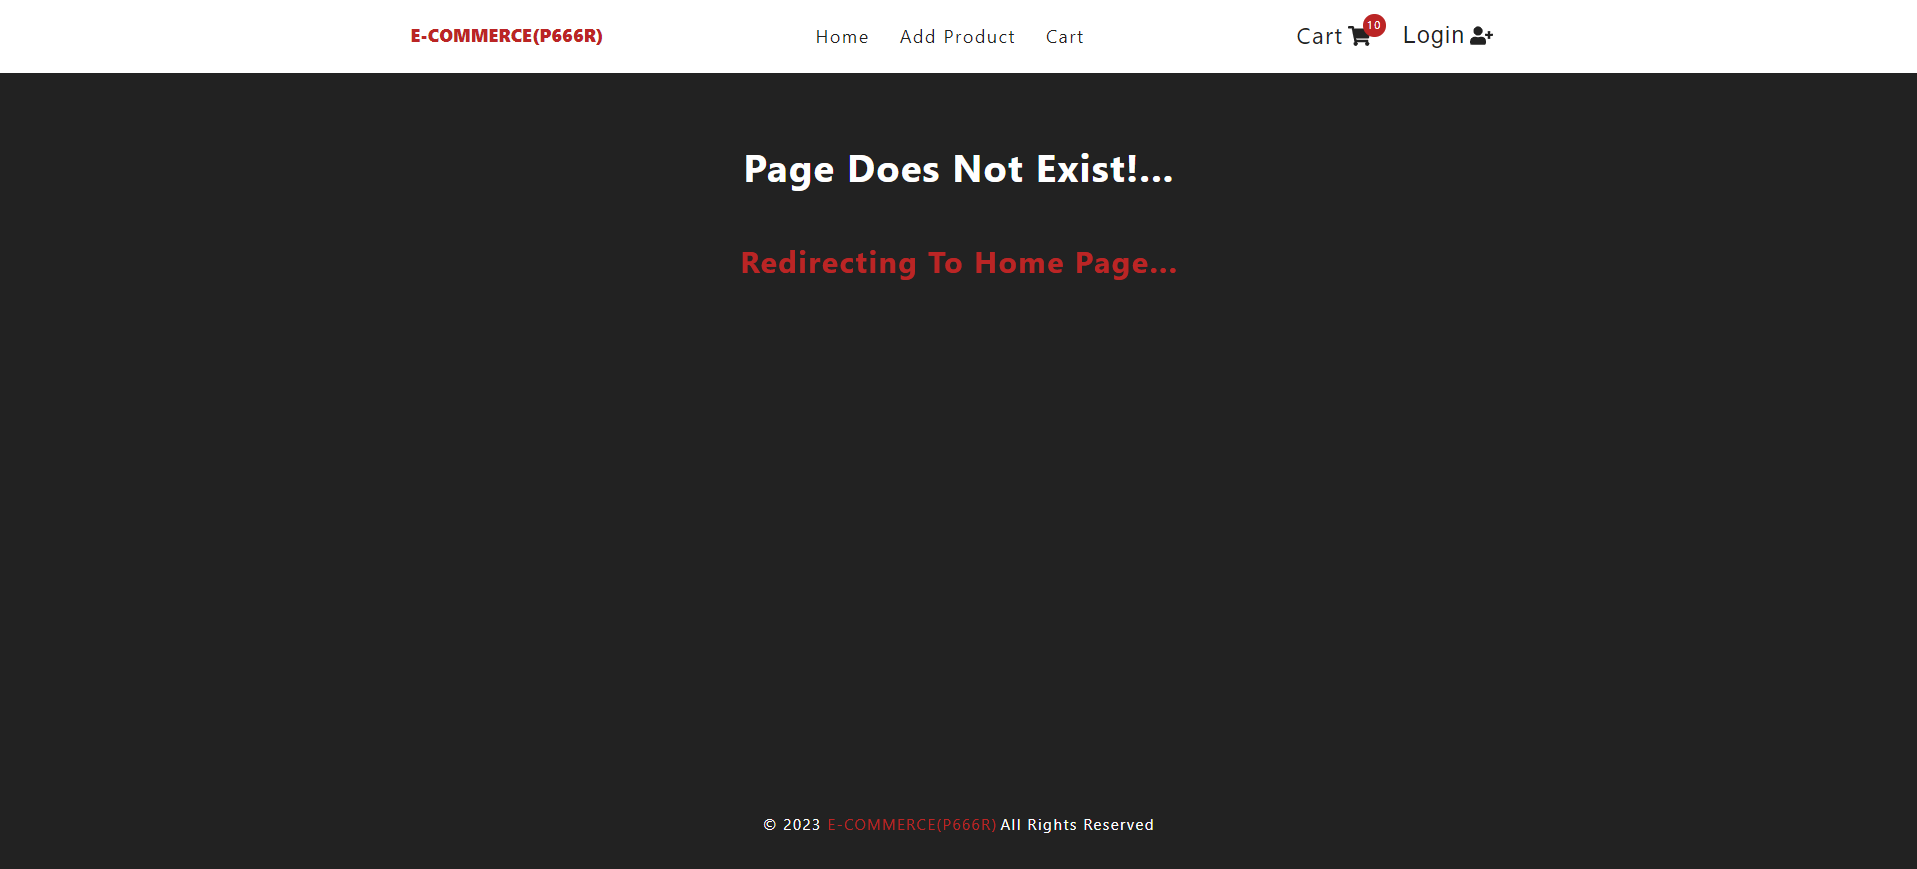 E-COMMERCE(P666R) Home Add Product Cart Cart 10 Login
Page Does Not Exist!...
Redirecting To Home Page...
© 2023 E-COMMERCE(P666R) All Rights Reserved